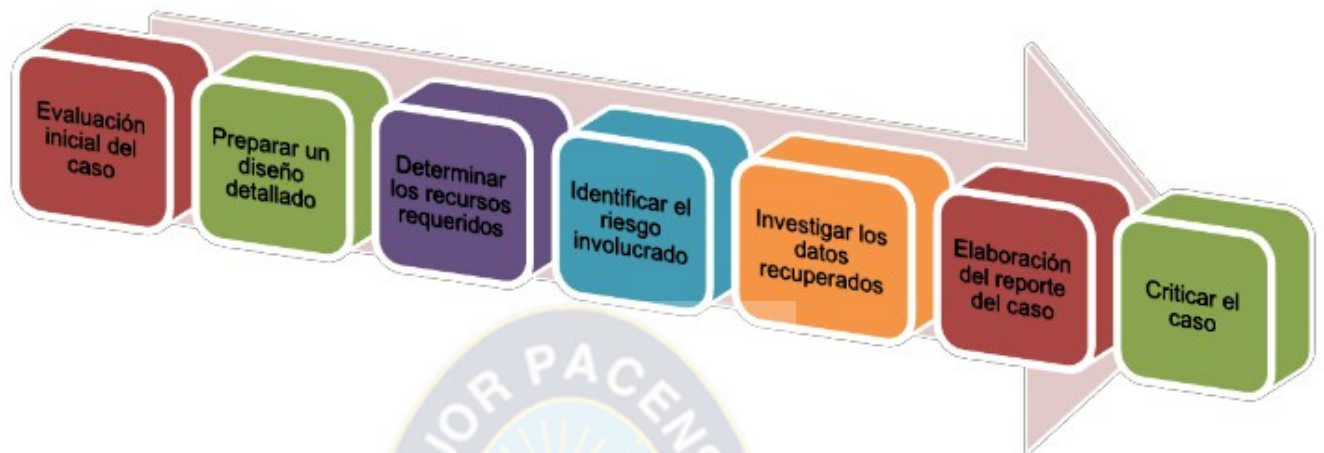 Evaluación
inicial del
caso
Preparar un
diseño
detallado
Determinar
los recursos
requeridos
Identificar el
riesgo
involucrado
Investigar los
datos
recuperados
Elaboración
del reporte
del caso
Criticar el
caso